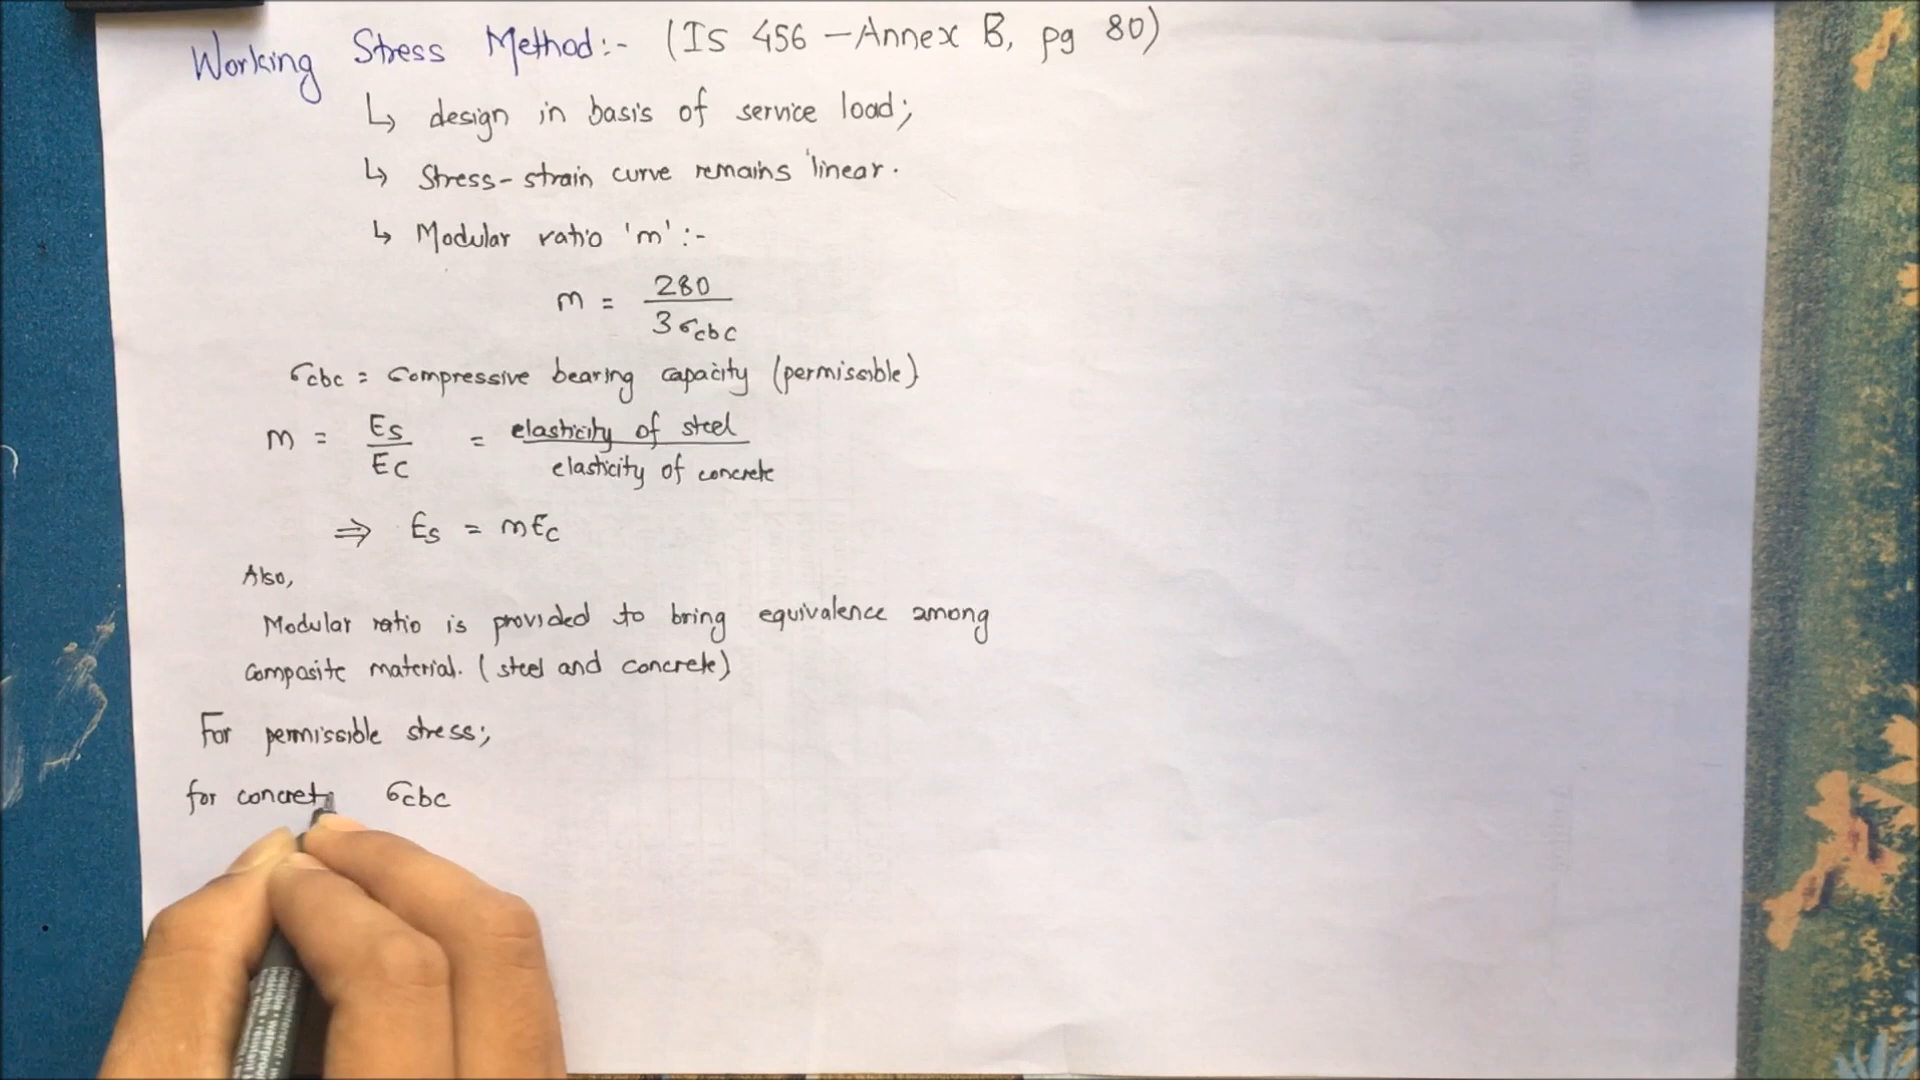 Working Stress Method:- (IS 456 - Annex B, pg 80)
↳ design in basis of service load;
↳ Stress-strain curve remains linear.
↳ Modular ratio 'm' :-
m = 280 / 3σcbc
σcbc = compressive bearing capacity (permissible)
m = Es / Ec = elasticity of steel / elasticity of concrete
⇒ Es = mEc
Also,
Modular ratio is provided to bring equivalence among
composite material. (steel and concrete)
For permissible stress;
for concret σcbc